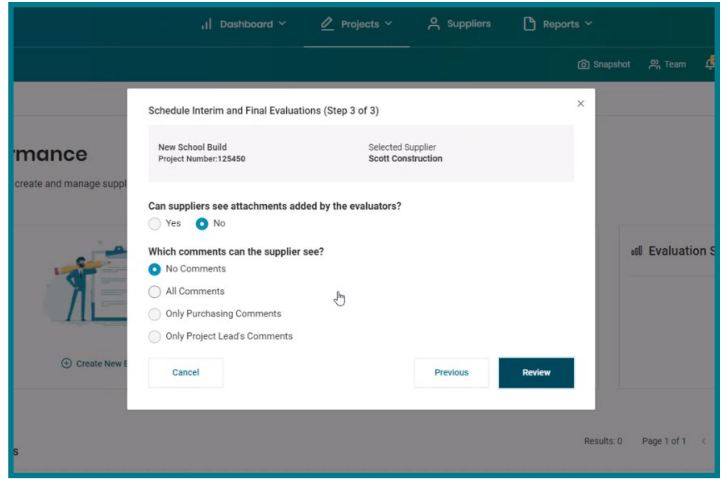 Dashboard
Projects
Suppliers
Reports
Snapshot
Team
Schedule Interim and Final Evaluations (Step 3 of 3)
New School Build
Project Number:125450
Selected Supplier
Scott Construction
mance
create and manage suppl
Can suppliers see attachments added by the evaluators?
Yes
No
Which comments can the supplier see?
No Comments
All Comments
Only Purchasing Comments
Only Project Lead's Comments
Evaluation S
Create New E
Cancel
Previous
Review
Results: 0
Page 1 of 1
s